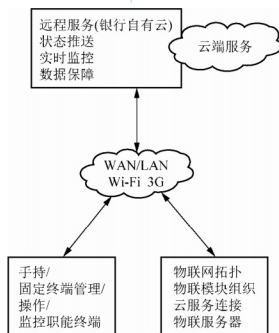 远程服务(银行自有云)
状态推送
实时监控
数据保障
云端服务
WAN/LAN
Wi-Fi 3G
手持/
固定终端管理/
操作/
监控职能终端
物联网拓扑
物联模块组织
云服务连接
物联服务器